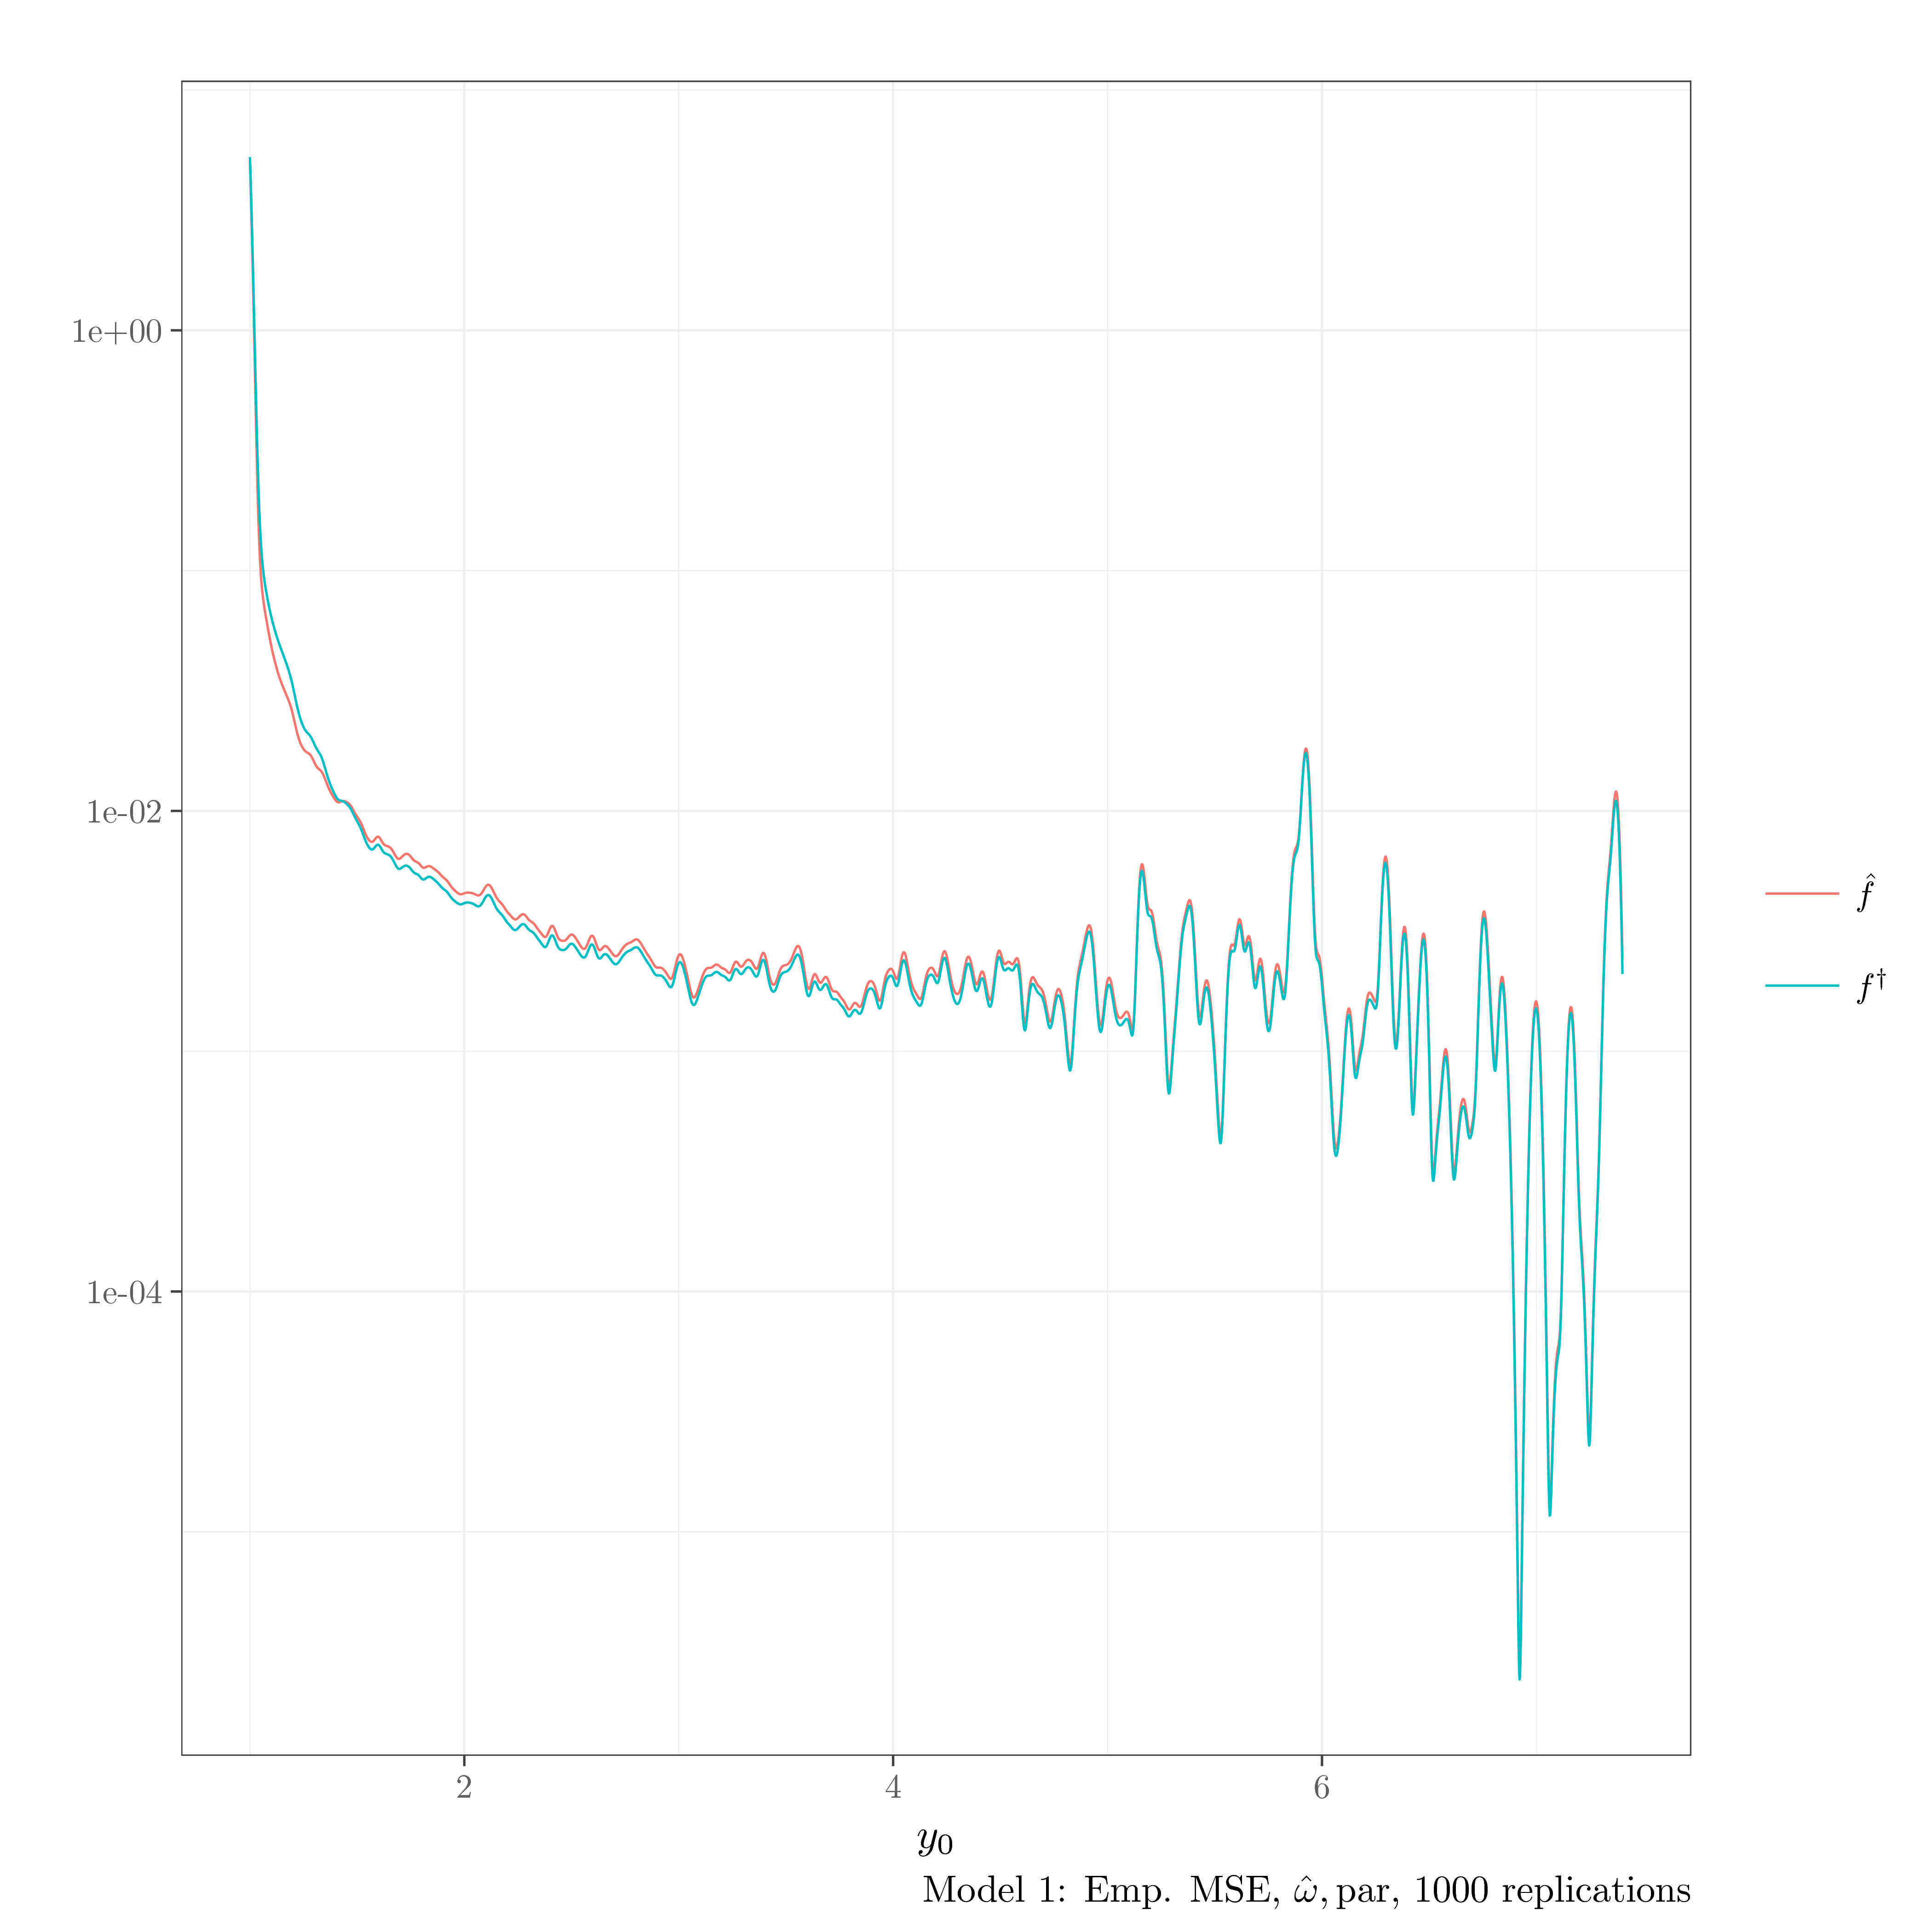 1e+00
1e-02
1e-04
2 4 6
y₀
f̂
f†
Model 1: Emp. MSE, ω̂, par, 1000 replications